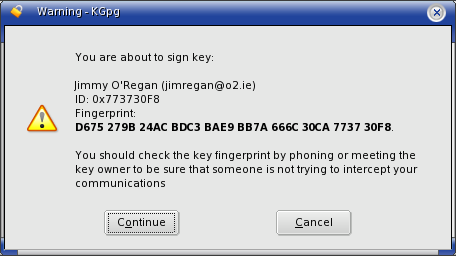 Warning - KGpg
You are about to sign key:
Jimmy O'Regan (jimregan@o2.ie)
ID: 0x773730F8
Fingerprint:
D675 279B 24AC BDC3 BAE9 BB7A 666C 30CA 7737 30F8.
You should check the key fingerprint by phoning or meeting the
key owner to be sure that someone is not trying to intercept your
communications
Continue
Cancel